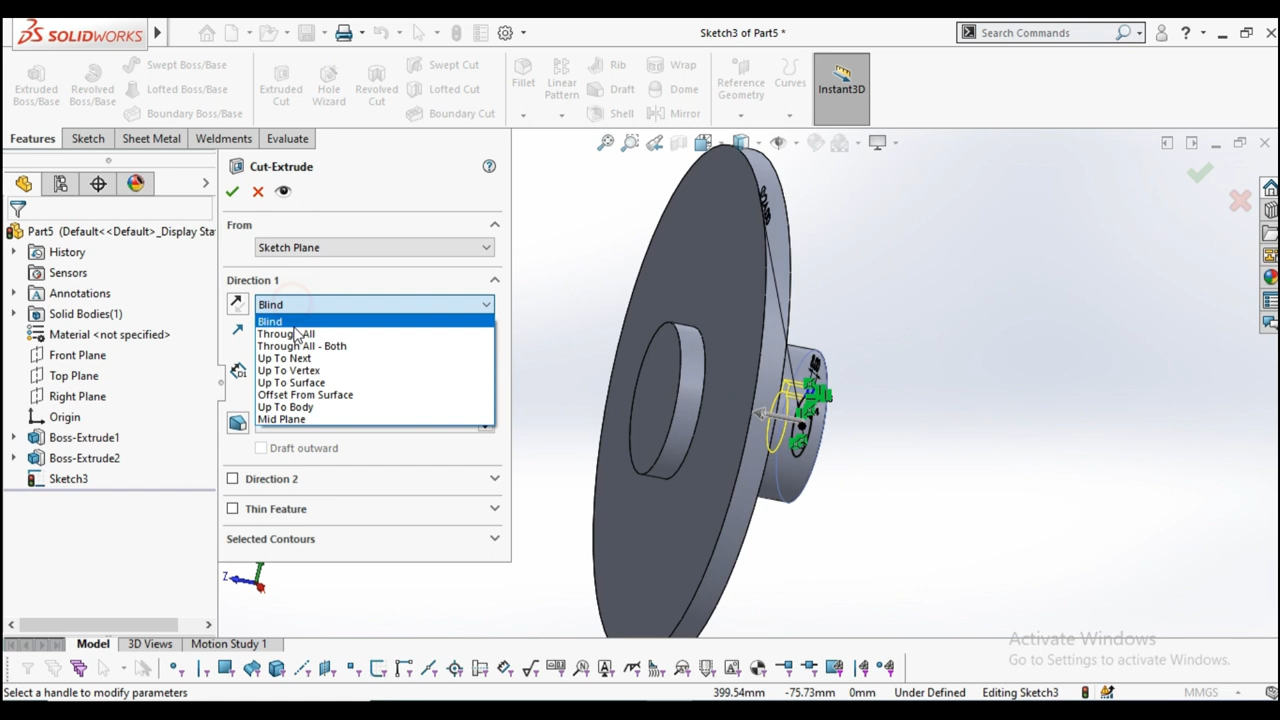 SOLIDWORKS
Sketch3 of Part5 *
Search Commands
Extruded Boss/Base
Revolved Boss/Base
Swept Boss/Base
Lofted Boss/Base
Boundary Boss/Base
Extruded Cut
Hole Wizard
Revolved Cut
Swept Cut
Lofted Cut
Boundary Cut
Fillet
Linear Pattern
Rib
Draft
Shell
Wrap
Dome
Mirror
Reference Geometry
Curves
Instant3D
Features
Sketch
Sheet Metal
Weldments
Evaluate
Part5 (Default<<Default>_Display Sta
History
Sensors
Annotations
Solid Bodies(1)
Material <not specified>
Front Plane
Top Plane
Right Plane
Origin
Boss-Extrude1
Boss-Extrude2
Sketch3
Cut-Extrude
From
Sketch Plane
Direction 1
Blind
Blind
Through All
Through All - Both
Up To Next
Up To Vertex
Up To Surface
Offset From Surface
Up To Body
Mid Plane
Draft outward
Direction 2
Thin Feature
Selected Contours
Z
Activate Windows
Go to Settings to activate Windows.
Model
3D Views
Motion Study 1
Select a handle to modify parameters
399.54mm
-75.73mm
0mm
Under Defined
Editing Sketch3
MMGS